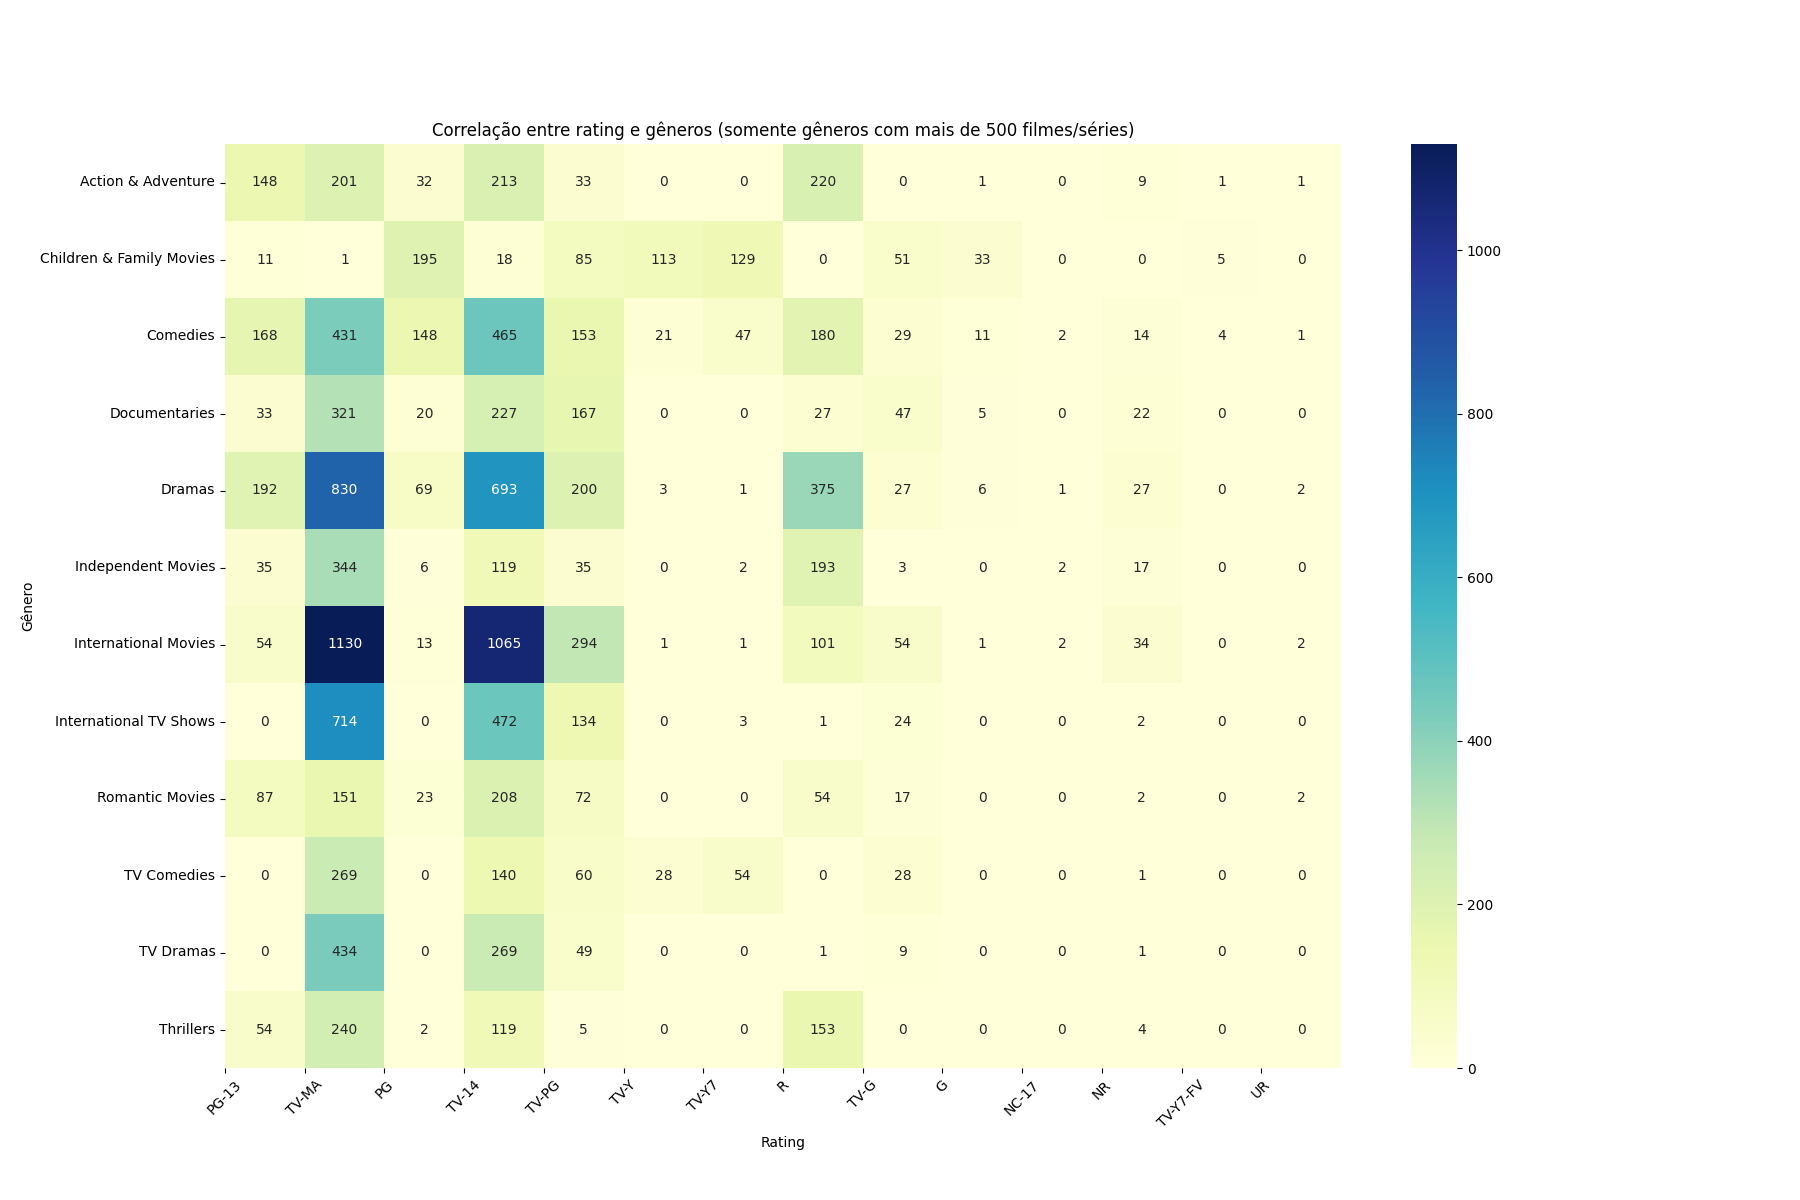 Correlação entre rating e gêneros (somente gêneros com mais de 500 filmes/séries)
Gênero
Action & Adventure 148 201 32 213 33 0 0 220 0 1 0 9 1 1
Children & Family Movies 11 1 195 18 85 113 129 0 51 33 0 0 5 0
Comedies 168 431 148 465 153 21 47 180 29 11 2 14 4 1
Documentaries 33 321 20 227 167 0 0 27 47 5 0 22 0 0
Dramas 192 830 69 693 200 3 1 375 27 6 1 27 0 2
Independent Movies 35 344 6 119 35 0 2 193 3 0 2 17 0 0
International Movies 54 1130 13 1065 294 1 1 101 54 1 2 34 0 2
International TV Shows 0 714 0 472 134 0 3 1 24 0 0 2 0 0
Romantic Movies 87 151 23 208 72 0 0 54 17 0 0 2 0 2
TV Comedies 0 269 0 140 60 28 54 0 28 0 0 1 0 0
TV Dramas 0 434 0 269 49 0 0 1 9 0 0 1 0 0
Thrillers 54 240 2 119 5 0 0 153 0 0 0 4 0 0
PG-13 TV-MA PG TV-14 TV-PG TV-Y TV-Y7 R TV-G G NC-17 NR TV-Y7-FV UR
Rating
1000
800
600
400
200
0